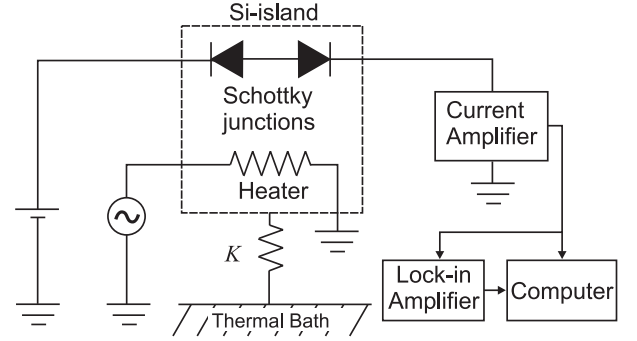 Si-island
Schottky
junctions
Current
Amplifier
Heater
K
Lock-in
Amplifier
Computer
Thermal Bath